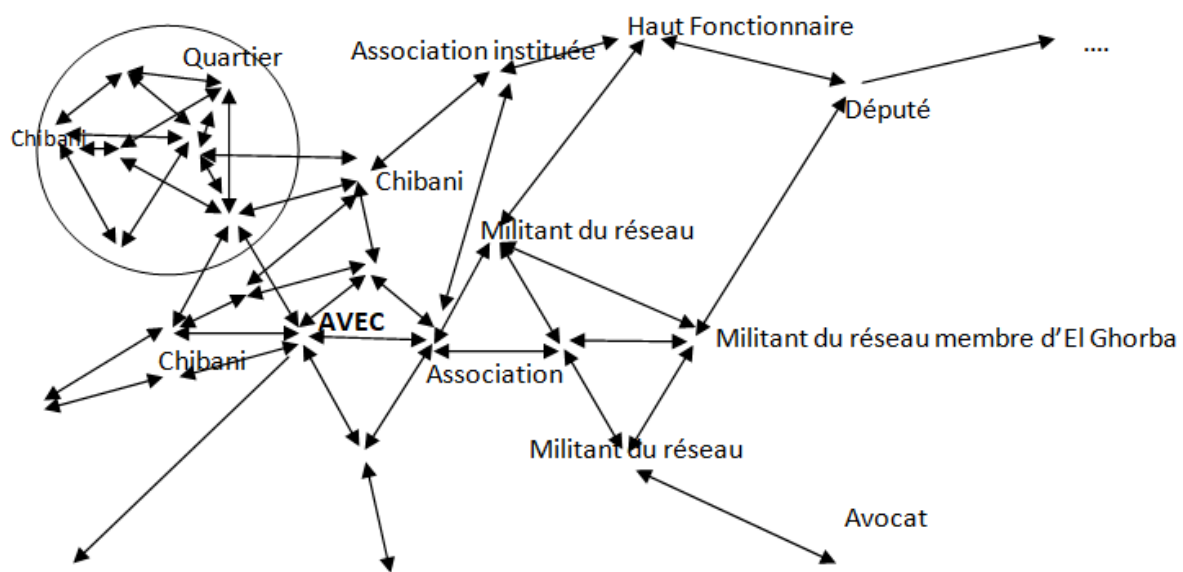 Haut Fonctionnaire
Association instituée
....
Quartier
Député
Chibani
Chibani
Militant du réseau
AVEC
Militant du réseau membre d'El Ghorba
Chibani
Association
Militant du réseau
Avocat